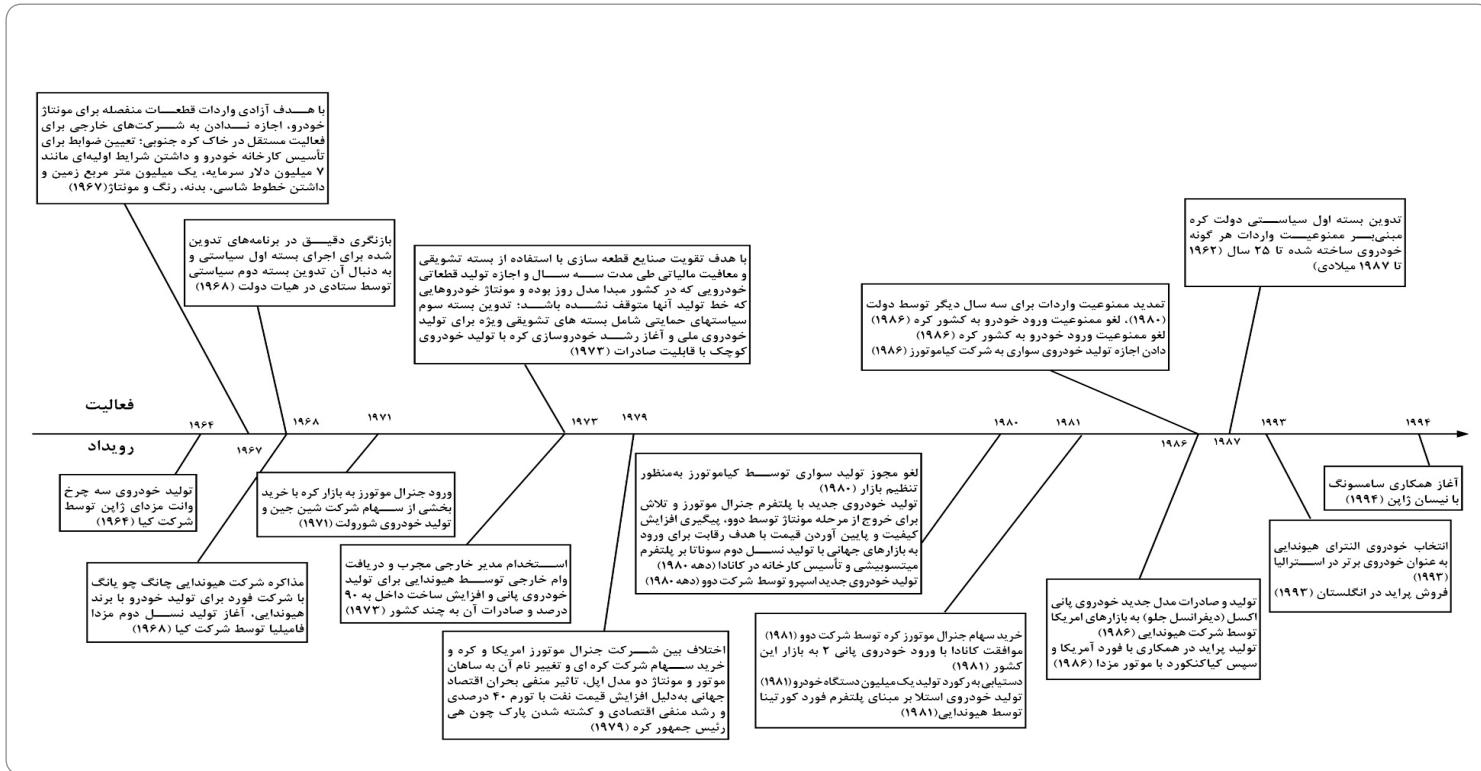 با هدف آزادی واردات قطعات منفصله برای مونتاژ
خودرو، اجازه ندادن به شرکت‌های خارجی برای
فعالیت مستقل در خاک کره جنوبی؛ تعیین ضوابط برای
تأسیس کارخانه خودرو و داشتن شرایط اولیه‌ای مانند
۷ میلیون دلار سرمایه، یک میلیون متر مربع زمین و
داشتن خطوط شاسی، بدنه، رنگ و مونتاژ(۱۹۶۷)
بازنگری دقیق در برنامه‌های تدوین
شده برای اجرای بسته اول سیاستی و
به دنبال آن تدوین بسته دوم سیاستی
توسط ستادی در هیات دولت (۱۹۶۸)
با هدف تقویت صنایع قطعه سازی با استفاده از بسته تشویقی
و معافیت مالیاتی طی مدت سه سال و اجازه تولید قطعاتی
خودرویی که در کشور مبدا مدل روز بوده و مونتاژ خودروهایی
که خط تولید آنها متوقف نشده باشد؛ تدوین بسته سوم
سیاستهای حمایتی شامل بسته های تشویقی ویژه برای تولید
خودروی ملی و آغاز رشد خودروسازی کره با تولید خودروی
کوچک با قابلیت صادرات (۱۹۷۳)
تمدید ممنوعیت واردات برای سه سال دیگر توسط دولت
(۱۹۸۰)، لغو ممنوعیت ورود خودرو به کشور کره (۱۹۸۶)
لغو ممنوعیت ورود خودرو به کشور کره (۱۹۸۶)
دادن اجازه تولید خودروی سواری به شرکت کیاموتورز (۱۹۸۶)
تدوین بسته اول سیاستی دولت کره
مبنی‌بر ممنوعیت واردات هر گونه
خودروی ساخته شده تا ۲۵ سال (۱۹۶۲
تا ۱۹۸۷ میلادی)
فعالیت
رویداد
۱۹۶۴
۱۹۶۷
۱۹۶۸
۱۹۷۱
۱۹۷۳
۱۹۷۹
۱۹۸۰
۱۹۸۱
۱۹۸۶
۱۹۸۷
۱۹۹۳
۱۹۹۴
تولید خودروی سه چرخ
وانت مزدای ژاپن توسط
شرکت کیا (۱۹۶۴)
مذاکره شرکت هیوندایی چانگ چو یانگ
با شرکت فورد برای تولید خودرو با برند
هیوندایی، آغاز تولید نسل دوم مزدا
فامیلیا توسط شرکت کیا (۱۹۶۸)
ورود جنرال موتورز به بازار کره با خرید
بخشی از سهام شرکت شین جین و
تولید خودروی شورولت (۱۹۷۱)
استخدام مدیر خارجی مجرب و دریافت
وام خارجی توسط هیوندایی برای تولید
خودروی پانی و افزایش ساخت داخل به ۹۰
درصد و صادرات آن به چند کشور (۱۹۷۳)
اختلاف بین شرکت جنرال موتورز امریکا و کره و
خرید سهام شرکت کره ای و تغییر نام آن به ساهان
موتور و مونتاژ دو مدل اپل، تاثیر منفی بحران اقتصاد
جهانی به‌دلیل افزایش قیمت نفت با تورم ۴۰ درصدی
و رشد منفی اقتصادی و کشته شدن پارک چون هی
رئیس جمهور کره (۱۹۷۹)
لغو مجوز تولید سواری توسط کیاموتورز به‌منظور
تنظیم بازار (۱۹۸۰)
تولید خودروی جدید با پلتفرم جنرال موتورز و تلاش
برای خروج از مرحله مونتاژ توسط دوو، پیگیری افزایش
کیفیت و پایین آوردن قیمت با هدف رقابت برای ورود
به بازارهای جهانی با تولید نسل دوم سوناتا بر پلتفرم
میتسوبیشی و تأسیس کارخانه در کانادا (دهه ۱۹۸۰)
تولید خودروی جدید اسپرو توسط شرکت دوو (دهه ۱۹۸۰)
خرید سهام جنرال موتورز کره توسط شرکت دوو (۱۹۸۱)
موافقت کانادا با ورود خودروی پانی ۲ به بازار این
کشور (۱۹۸۱)
دستیابی به رکورد تولید یک میلیون دستگاه خودرو (۱۹۸۱)
تولید خودروی استلا بر مبنای پلتفرم فورد کورتینا
توسط هیوندایی(۱۹۸۱)
تولید و صادرات مدل جدید خودروی پانی
اکسل (دیفرانسل جلو) به بازارهای امریکا
توسط شرکت هیوندایی (۱۹۸۶)
تولید پراید در همکاری با فورد آمریکا و
سپس کیاکنکورد با موتور مزدا (۱۹۸۶)
انتخاب خودروی النترای هیوندایی
به عنوان خودروی برتر در استرالیا
(۱۹۹۳)
فروش پراید در انگلستان (۱۹۹۳)
آغاز همکاری سامسونگ
با نیسان ژاپن (۱۹۹۴)